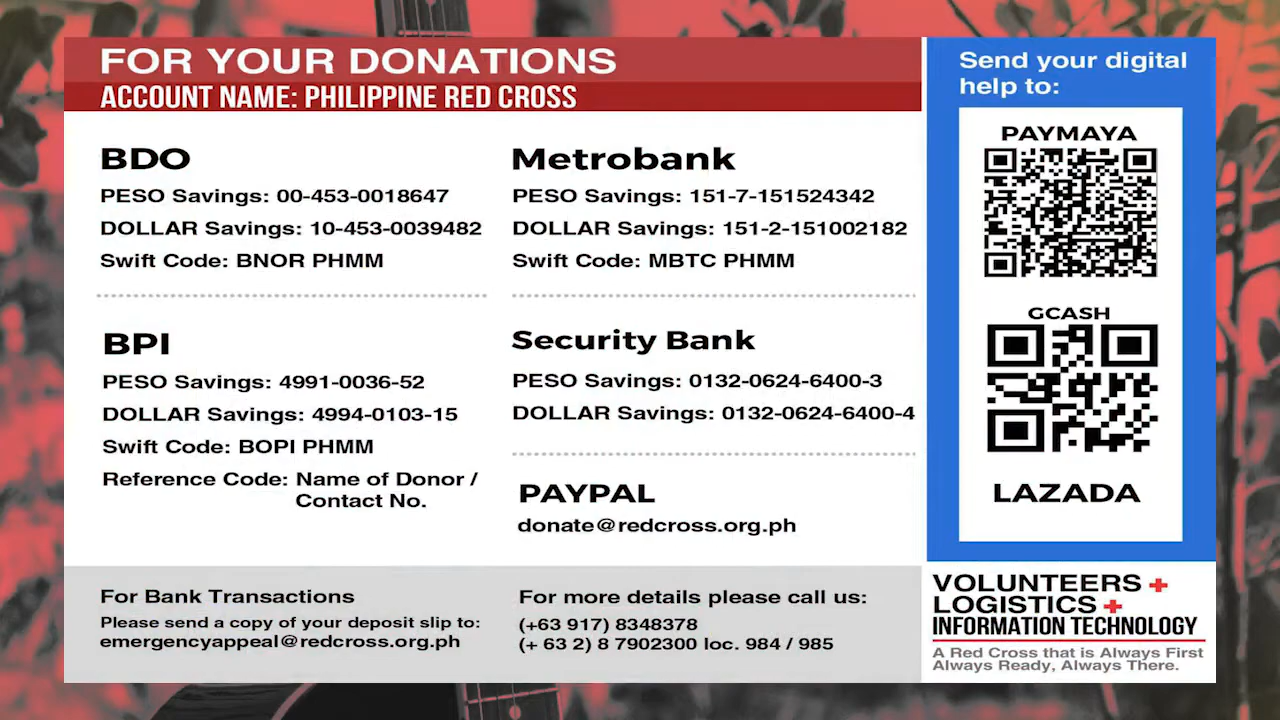 FOR YOUR DONATIONS
ACCOUNT NAME: PHILIPPINE RED CROSS
BDO
PESO Savings: 00-453-0018647
DOLLAR Savings: 10-453-0039482
Swift Code: BNOR PHMM
Metrobank
PESO Savings: 151-7-151524342
DOLLAR Savings: 151-2-151002182
Swift Code: MBTC PHMM
BPI
PESO Savings: 4991-0036-52
DOLLAR Savings: 4994-0103-15
Swift Code: BOPI PHMM
Reference Code: Name of Donor /
Contact No.
Security Bank
PESO Savings: 0132-0624-6400-3
DOLLAR Savings: 0132-0624-6400-4
PAYPAL
donate@redcross.org.ph
For Bank Transactions
Please send a copy of your deposit slip to:
emergencyappeal@redcross.org.ph
For more details please call us:
(+63 917) 8348378
(+ 63 2) 8 7902300 loc. 984 / 985
Send your digital
help to:
PAYMAYA
GCASH
LAZADA
VOLUNTEERS +
LOGISTICS +
INFORMATION TECHNOLOGY
A Red Cross that is Always First
Always Ready, Always There.